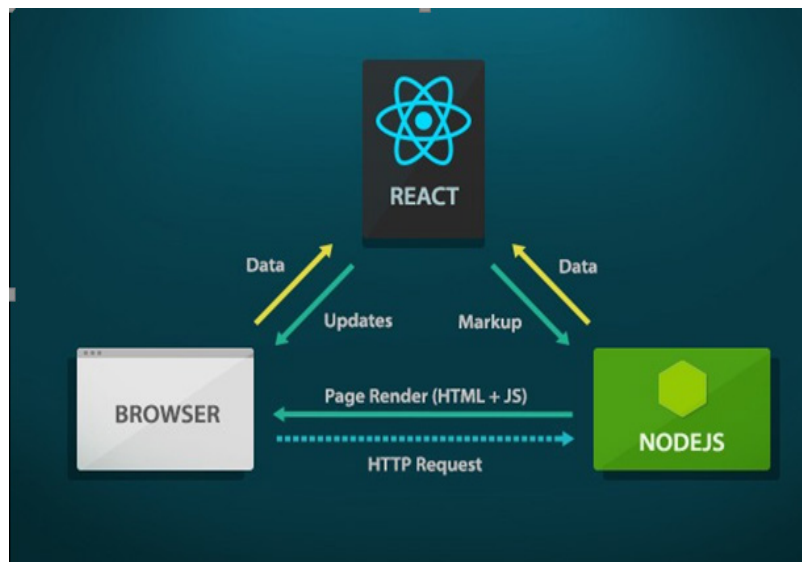 REACT
Data
Data
Updates
Markup
Page Render (HTML + JS)
BROWSER
NODEJS
HTTP Request